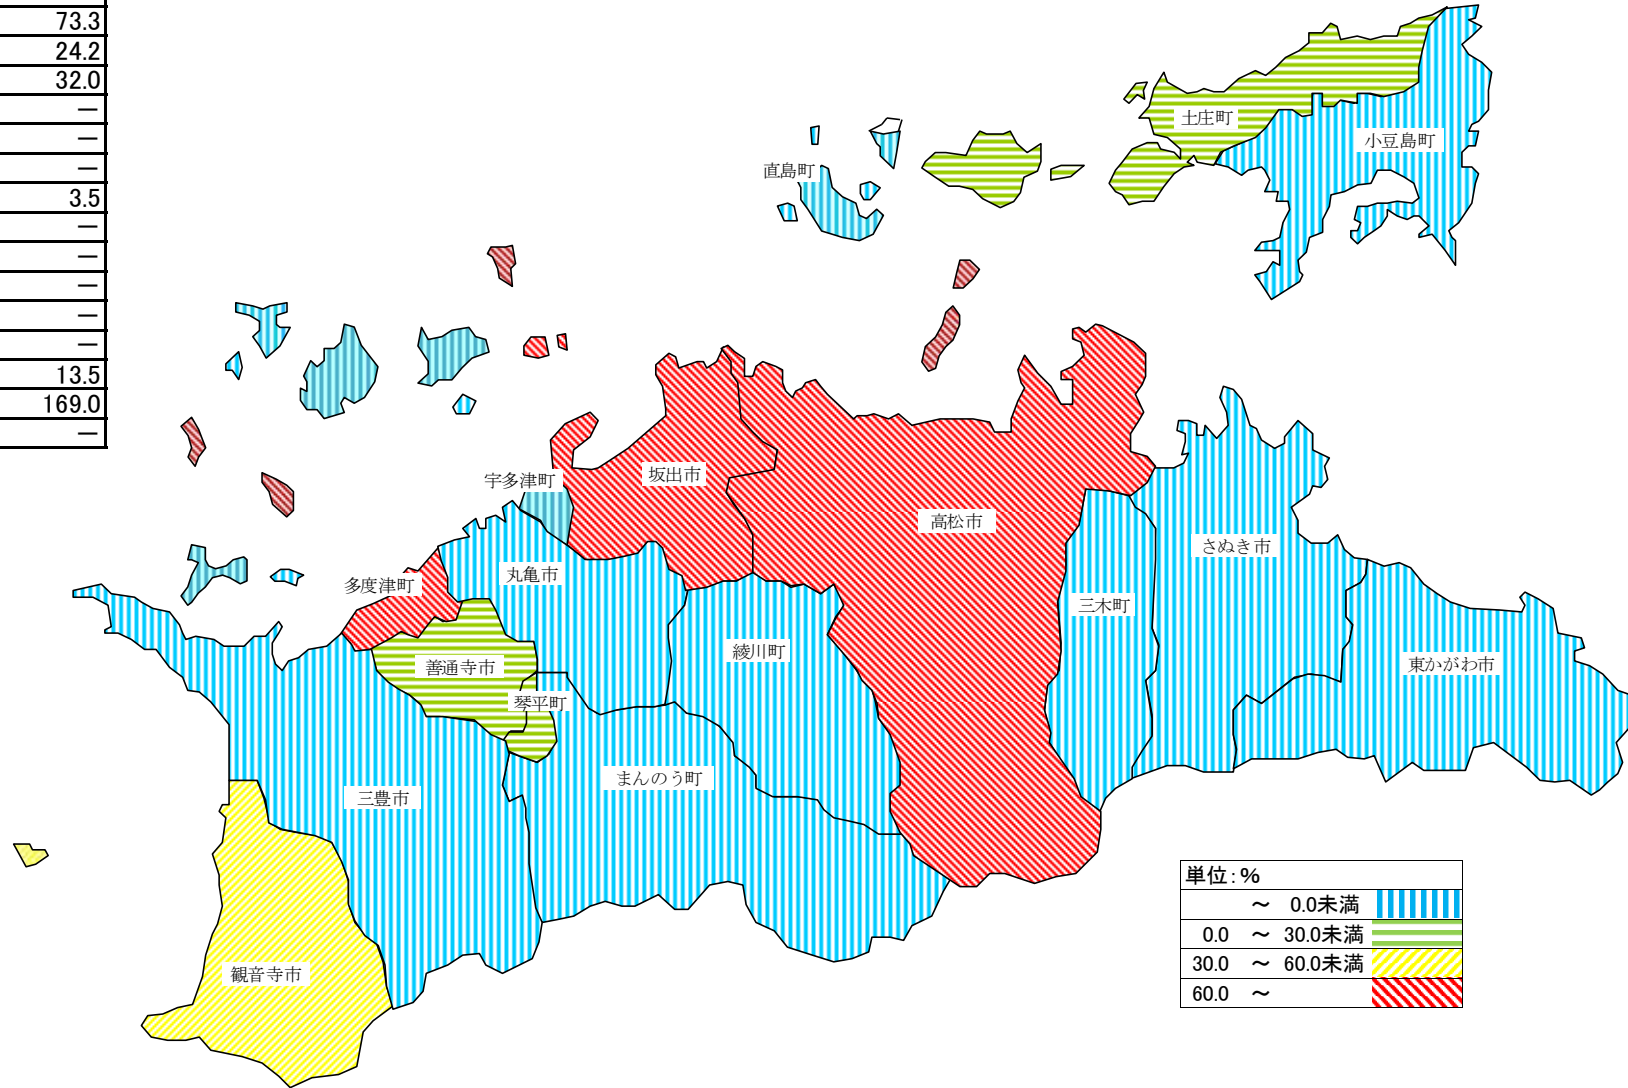 73.3
24.2
32.0
－
－
－
3.5
－
－
－
－
－
13.5
169.0
－
土庄町
小豆島町
直島町
宇多津町
坂出市
高松市
さぬき市
丸亀市
多度津町
三木町
綾川町
善通寺市
東かがわ市
琴平町
まんのう町
三豊市
観音寺市
単位：％
～ 0.0未満
0.0 ～ 30.0未満
30.0 ～ 60.0未満
60.0 ～